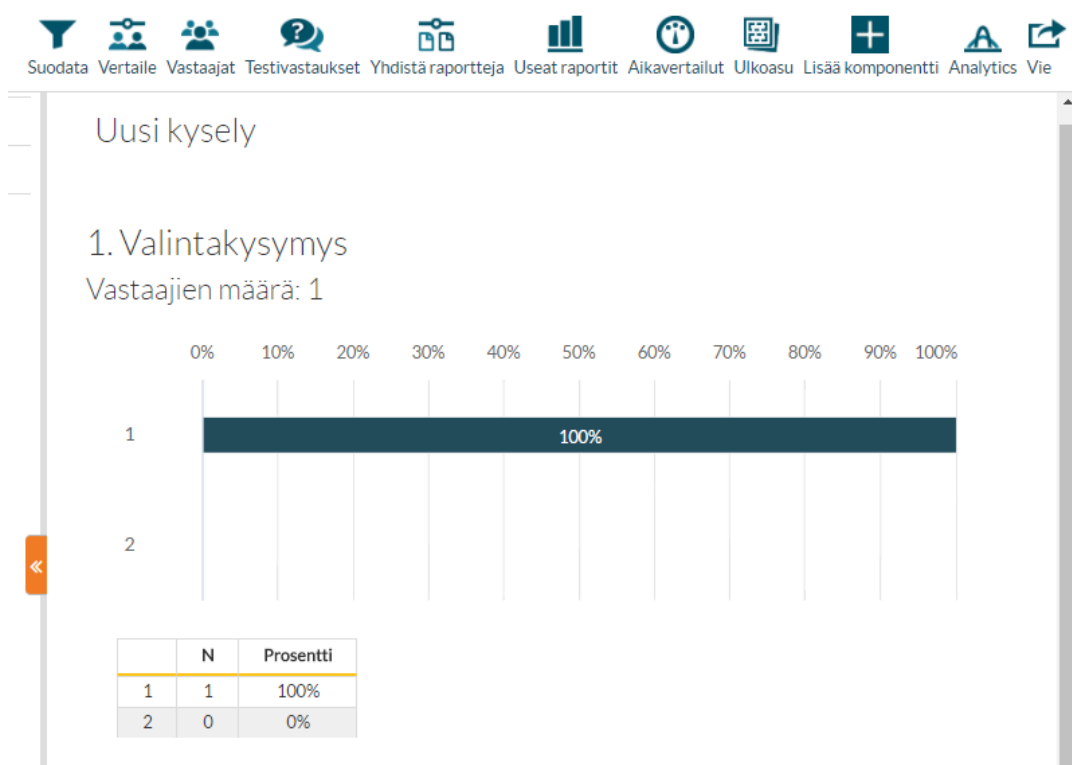 Suodata Vertaile Vastaajat Testivastaukset Yhdistä raportteja Useat raportit Aikavertailut Ulkoasu Lisää komponentti Analytics Vie
Uusi kysely
1. Valintakysymys
Vastaajien määrä: 1
0% 10% 20% 30% 40% 50% 60% 70% 80% 90% 100%
1 100%
2
N Prosentti
1 1 100%
2 0 0%